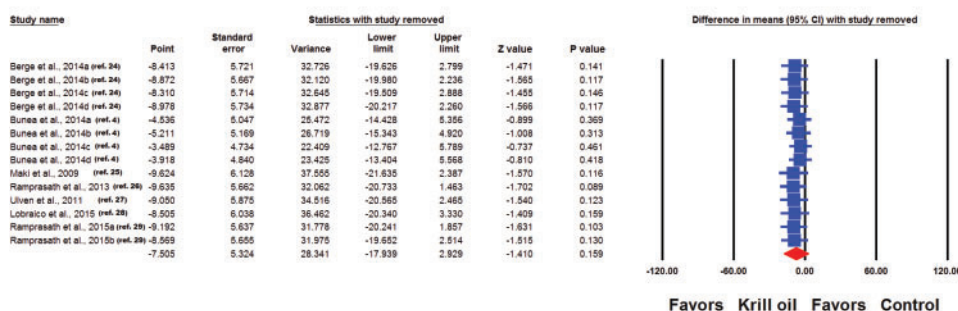 Study name Statistics with study removed Difference in means (95% CI) with study removed
Standard Lower Upper
Point error Variance limit limit Z value P value
Berge et al., 2014a (ref. 24) -8.413 5.721 32.726 -19.626 2.799 -1.471 0.141
Berge et al., 2014b (ref. 24) -8.872 5.667 32.120 -19.980 2.236 -1.565 0.117
Berge et al., 2014c (ref. 24) -8.310 5.714 32.645 -19.509 2.888 -1.455 0.146
Berge et al., 2014d (ref. 24) -8.978 5.734 32.877 -20.217 2.260 -1.566 0.117
Bunea et al., 2014a (ref. 4) -4.536 5.047 25.472 -14.428 5.356 -0.899 0.369
Bunea et al., 2014b (ref. 4) -5.211 5.169 26.719 -15.343 4.920 -1.008 0.313
Bunea et al., 2014c (ref. 4) -3.489 4.734 22.409 -12.767 5.789 -0.737 0.461
Bunea et al., 2014d (ref. 4) -3.918 4.840 23.425 -13.404 5.568 -0.810 0.418
Maki et al., 2009 (ref. 25) -9.624 6.128 37.555 -21.635 2.387 -1.570 0.116
Ramprasath et al., 2013 (ref. 26) -9.635 5.662 32.062 -20.733 1.463 -1.702 0.089
Ulven et al., 2011 (ref. 27) -9.050 5.875 34.516 -20.565 2.465 -1.540 0.123
Lobraico et al., 2015 (ref. 28) -8.505 6.038 36.462 -20.340 3.330 -1.409 0.159
Ramprasath et al., 2015a (ref. 29) -9.192 5.637 31.778 -20.241 1.857 -1.631 0.103
Ramprasath et al., 2015b (ref. 29) -8.569 5.655 31.975 -19.652 2.514 -1.515 0.130
-7.505 5.324 28.341 -17.939 2.929 -1.410 0.159
-120.00 -60.00 0.00 60.00 120.00
Favors Krill oil Favors Control